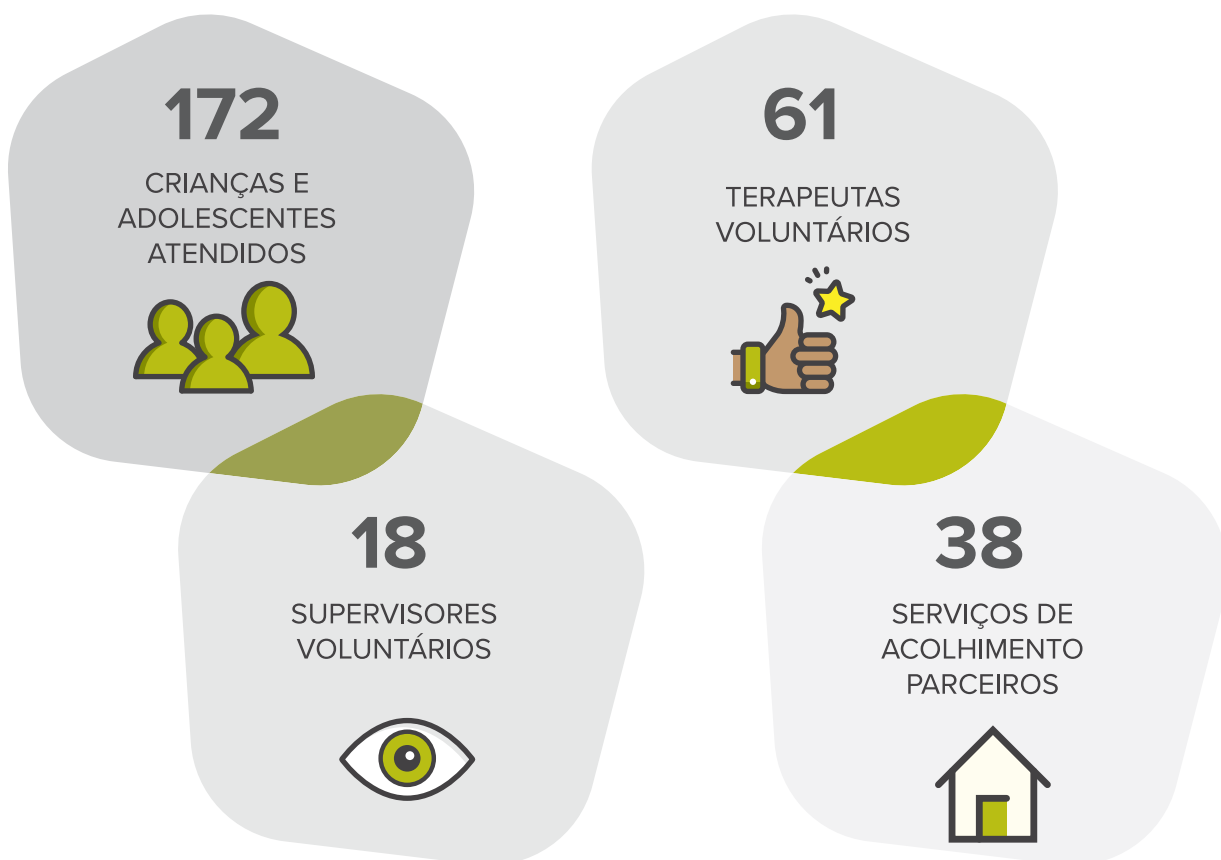 172
CRIANÇAS E
ADOLESCENTES
ATENDIDOS
61
TERAPEUTAS
VOLUNTÁRIOS
18
SUPERVISORES
VOLUNTÁRIOS
38
SERVIÇOS DE
ACOLHIMENTO
PARCEIROS